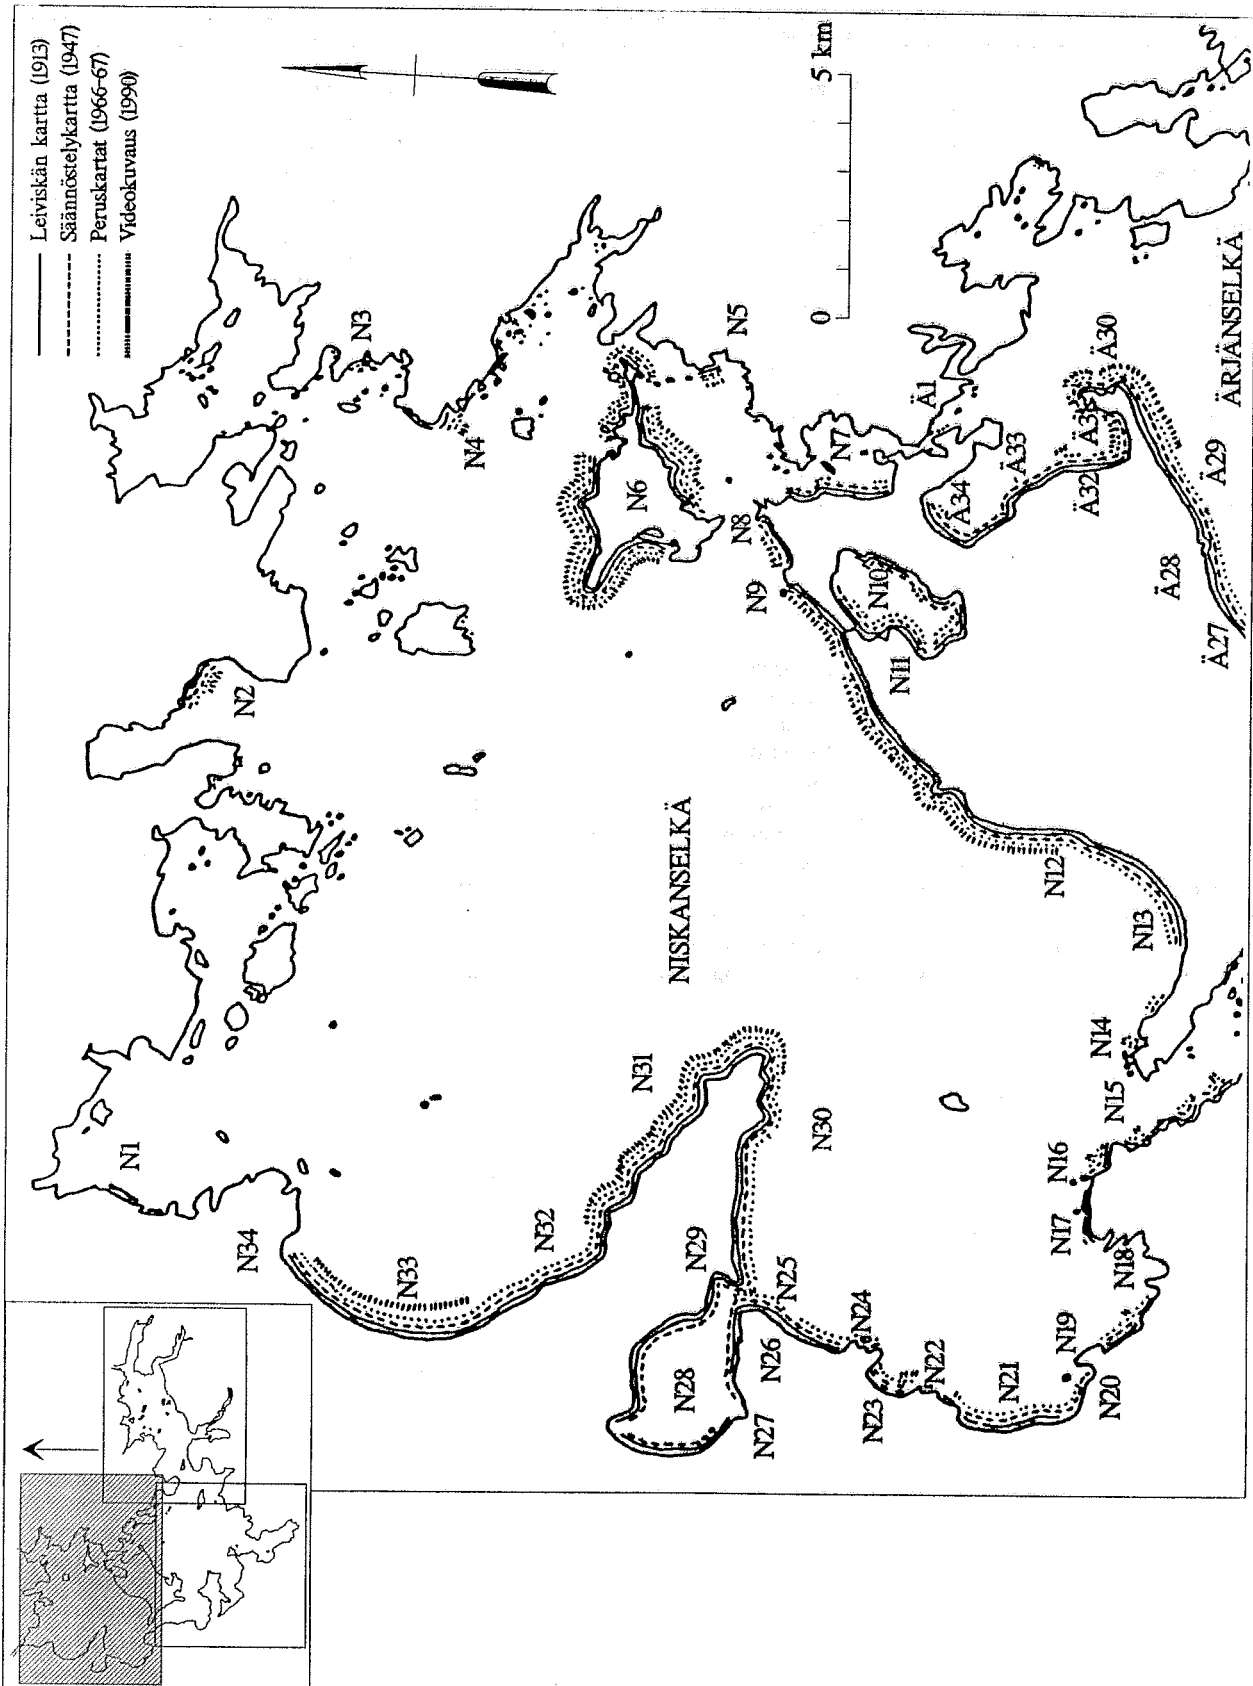 Leiviskän kartta (1913)
Säännöstelykartta (1947)
Peruskartat (1966-67)
Videokuvaus (1990)
0
5 km
N1
N2
N3
N4
N5
N6
N7
N8
N9
N10
N11
N12
N13
N14
N15
N16
N17
N18
N19
N20
N21
N22
N23
N24
N25
N26
N27
N28
N29
N30
N31
N32
N33
N34
NISKANSELKÄ
Ä1
Ä27
Ä28
Ä29
Ä30
Ä31
Ä32
Ä33
Ä34
ÄRJÄNSELKÄ